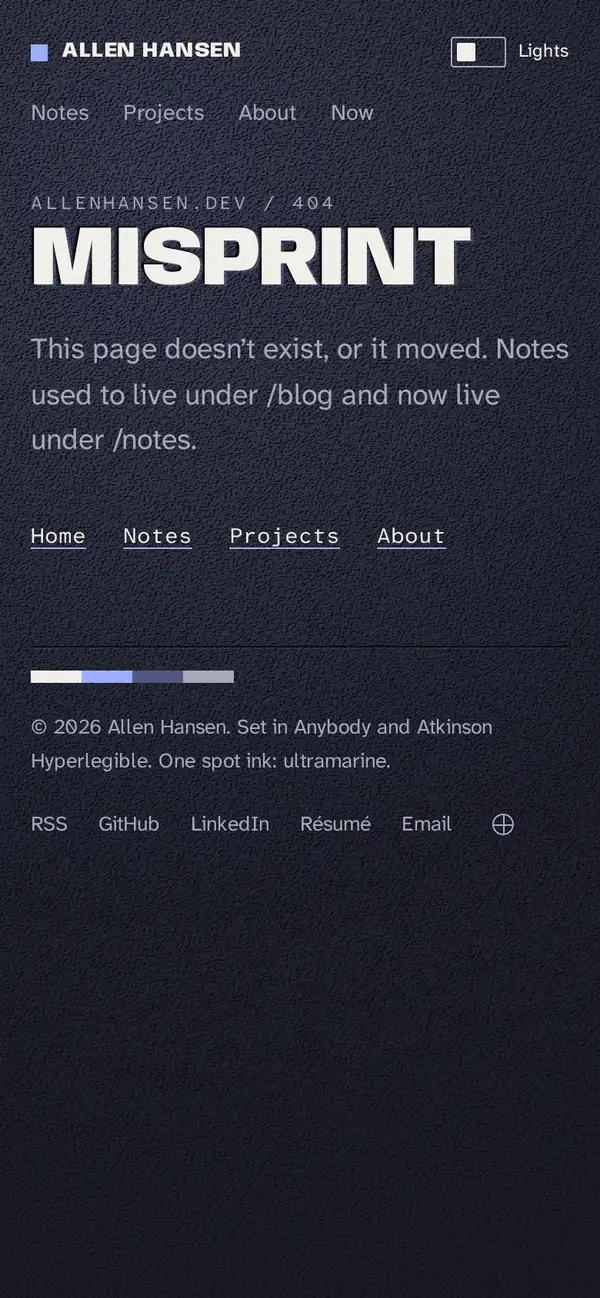 ALLEN HANSEN
Lights
Notes Projects About Now
ALLENHANSEN.DEV / 404
MISPRINT
This page doesn’t exist, or it moved. Notes
used to live under /blog and now live
under /notes.
Home Notes Projects About
© 2026 Allen Hansen. Set in Anybody and Atkinson
Hyperlegible. One spot ink: ultramarine.
RSS GitHub LinkedIn Résumé Email